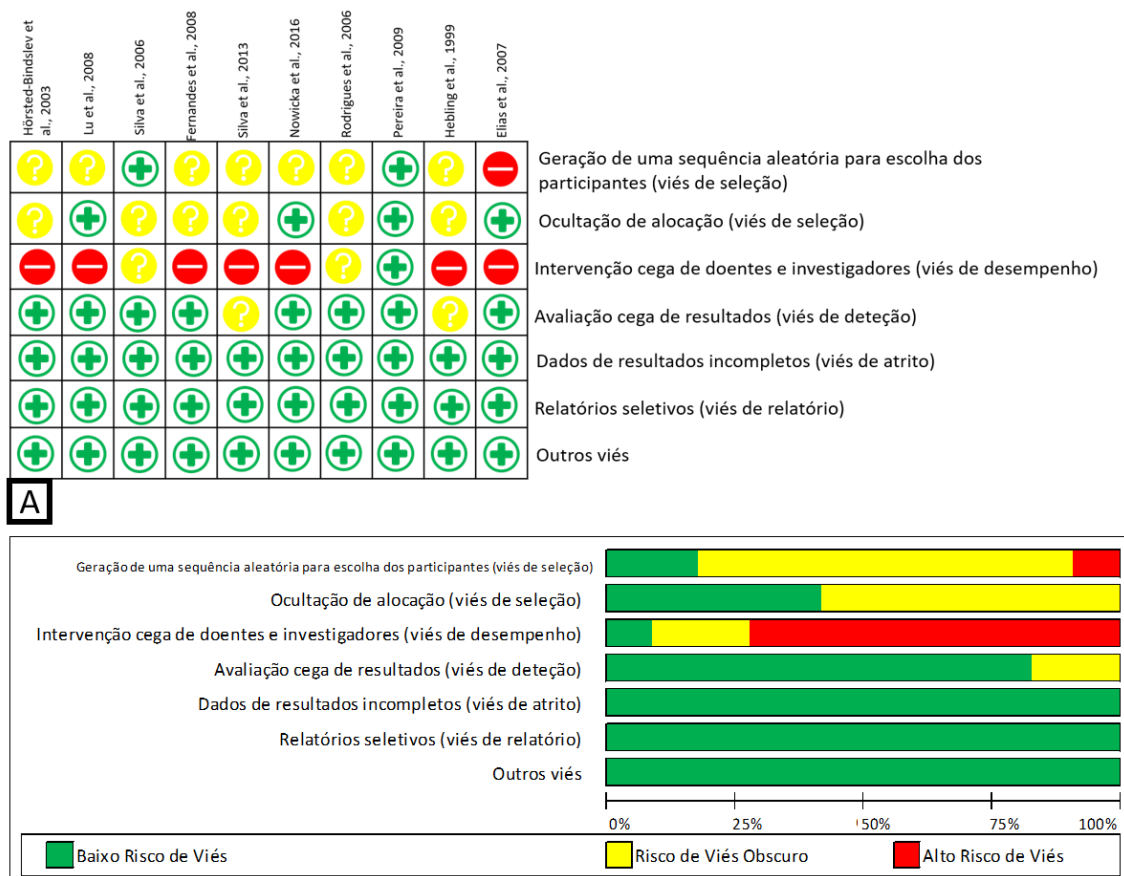 Hörsted-Bindslev et
al., 2003
Lu et al., 2008
Silva et al., 2006
Fernandes et al., 2008
Silva et al., 2013
Nowicka et al., 2016
Rodrigues et al., 2006
Pereira et al., 2009
Hebling et al., 1999
Elias et al., 2007
Geração de uma sequência aleatória para escolha dos
participantes (viés de seleção)
Ocultação de alocação (viés de seleção)
Intervenção cega de doentes e investigadores (viés de desempenho)
Avaliação cega de resultados (viés de deteção)
Dados de resultados incompletos (viés de atrito)
Relatórios seletivos (viés de relatório)
Outros viés
A
Geração de uma sequência aleatória para escolha dos participantes (viés de seleção)
Ocultação de alocação (viés de seleção)
Intervenção cega de doentes e investigadores (viés de desempenho)
Avaliação cega de resultados (viés de deteção)
Dados de resultados incompletos (viés de atrito)
Relatórios seletivos (viés de relatório)
Outros viés
0% 25% 50% 75% 100%
Baixo Risco de Viés Risco de Viés Obscuro Alto Risco de Viés